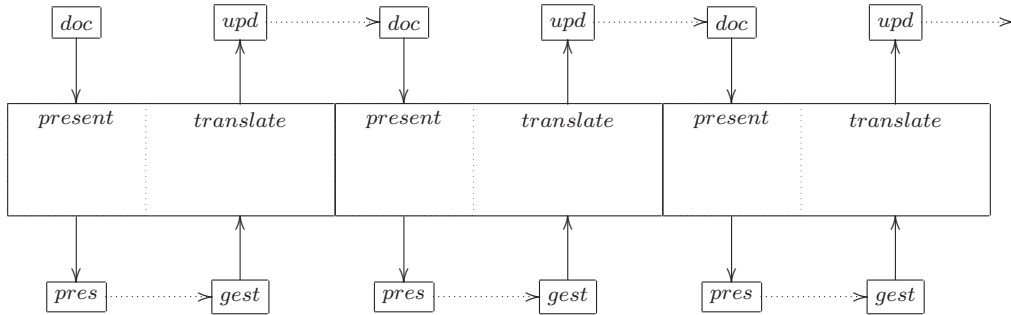 doc upd doc upd doc upd
present translate present translate present translate
pres gest pres gest pres gest